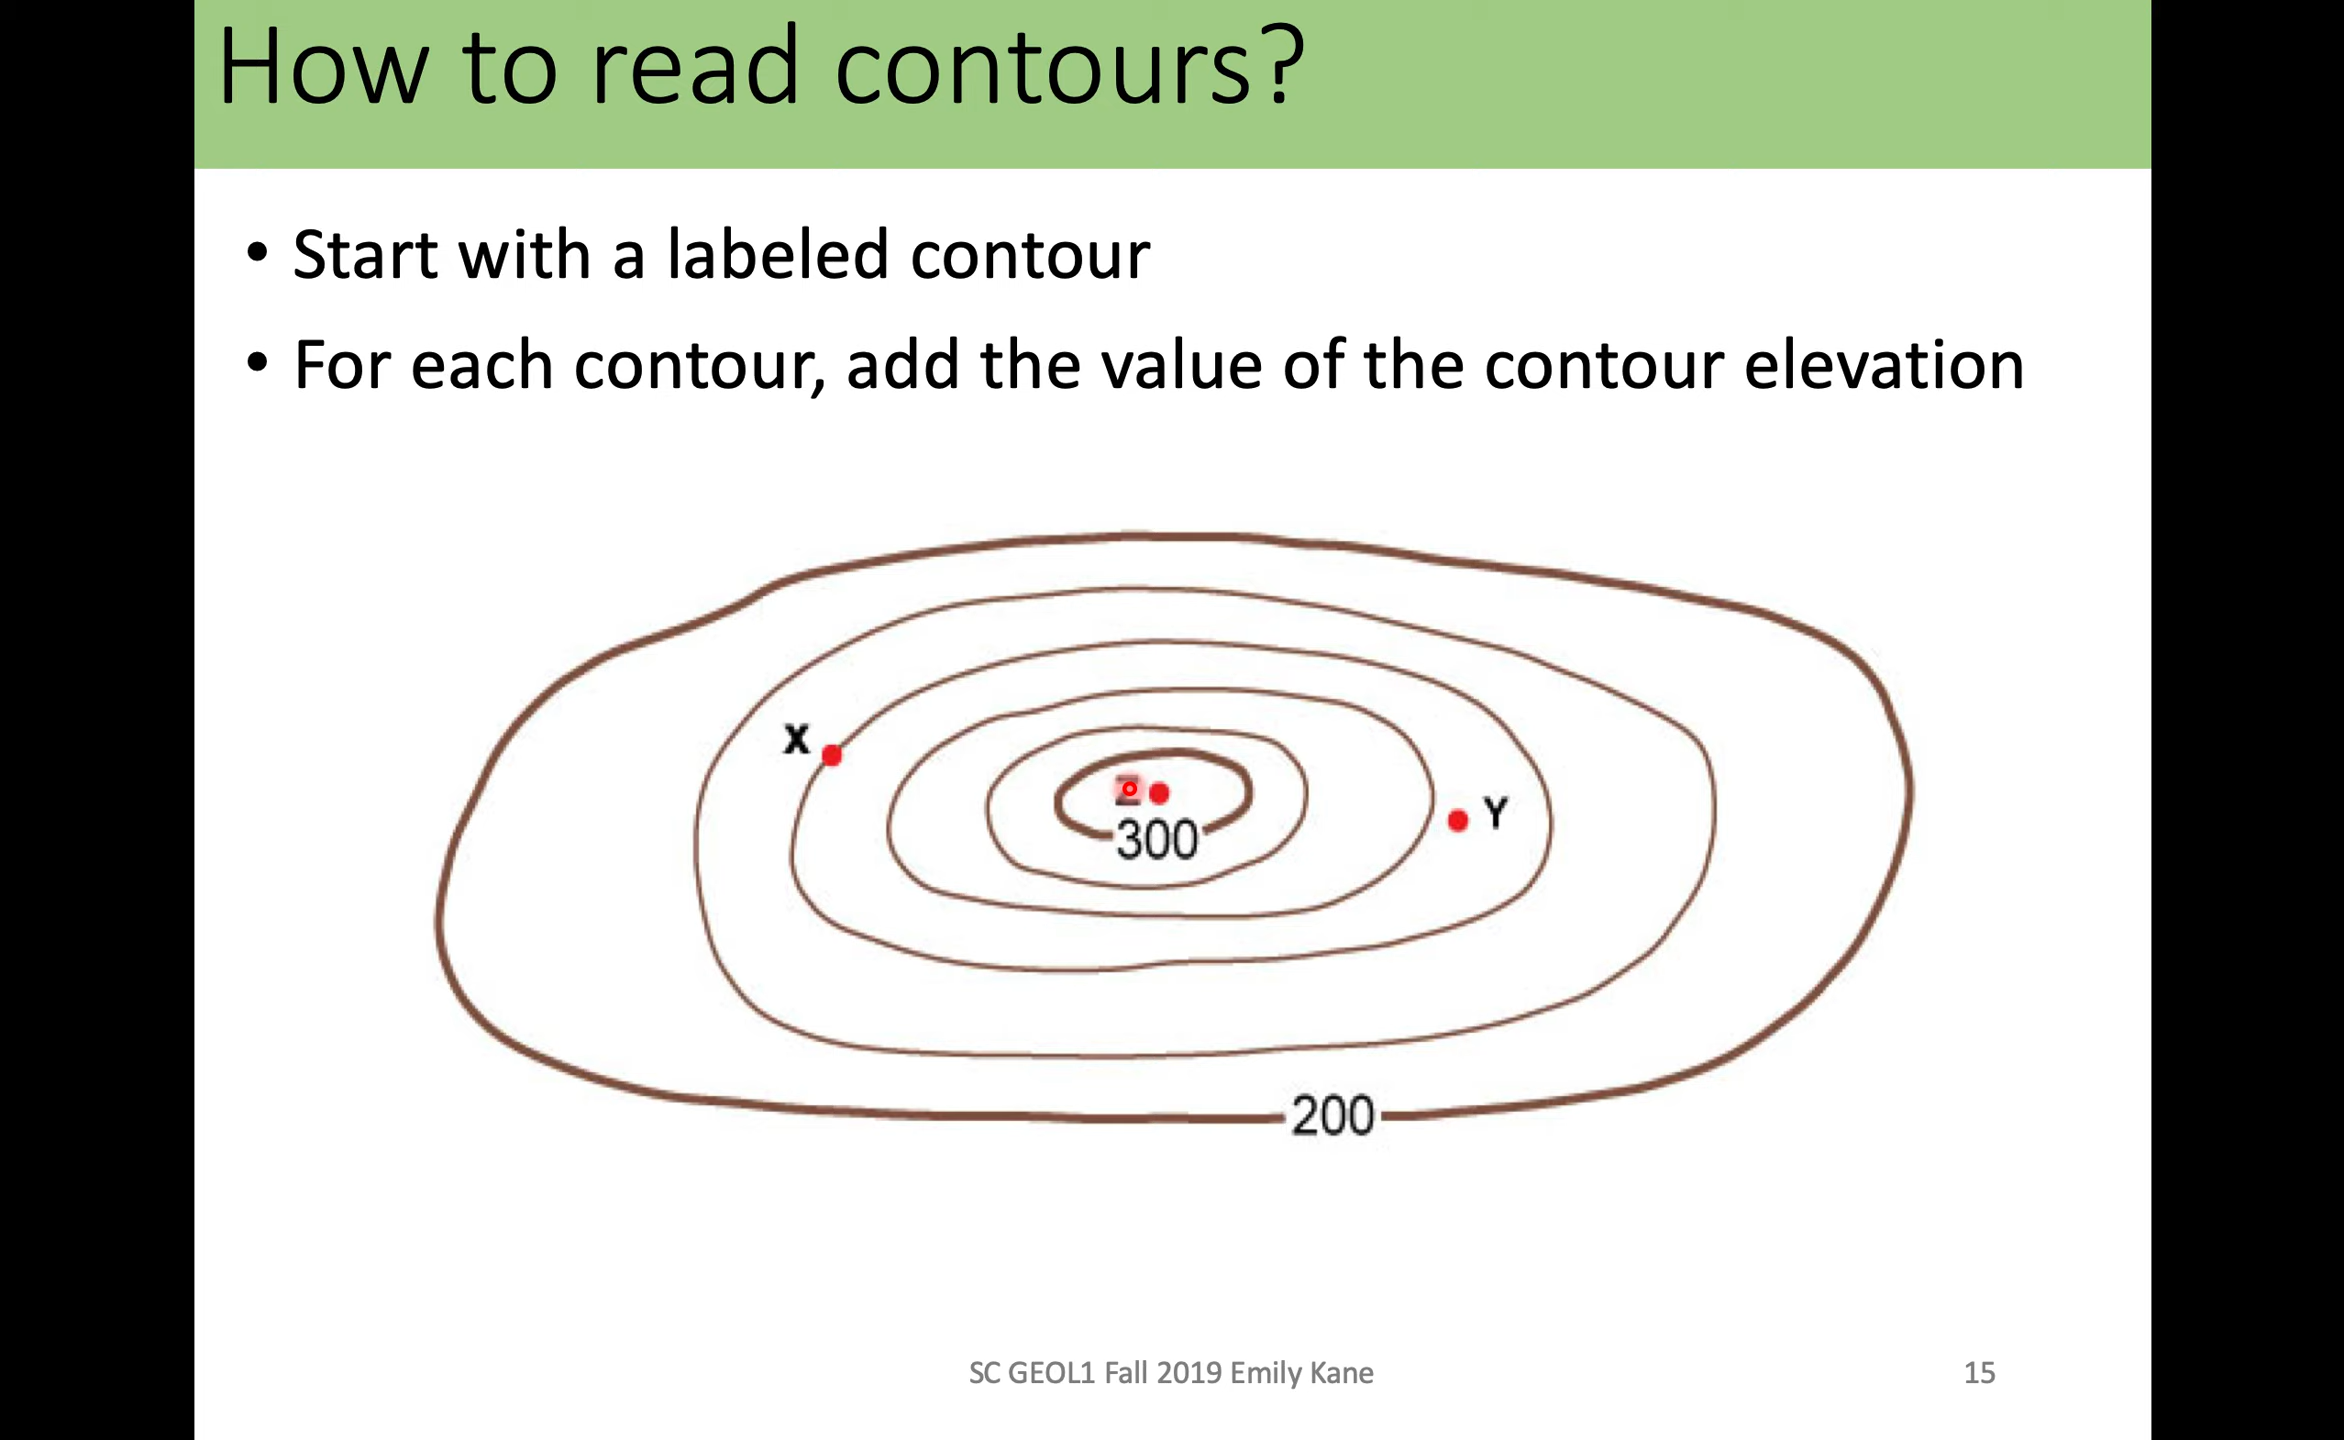 How to read contours?
• Start with a labeled contour
• For each contour, add the value of the contour elevation
X
Z
Y
300
200
SC GEOL1 Fall 2019 Emily Kane
15